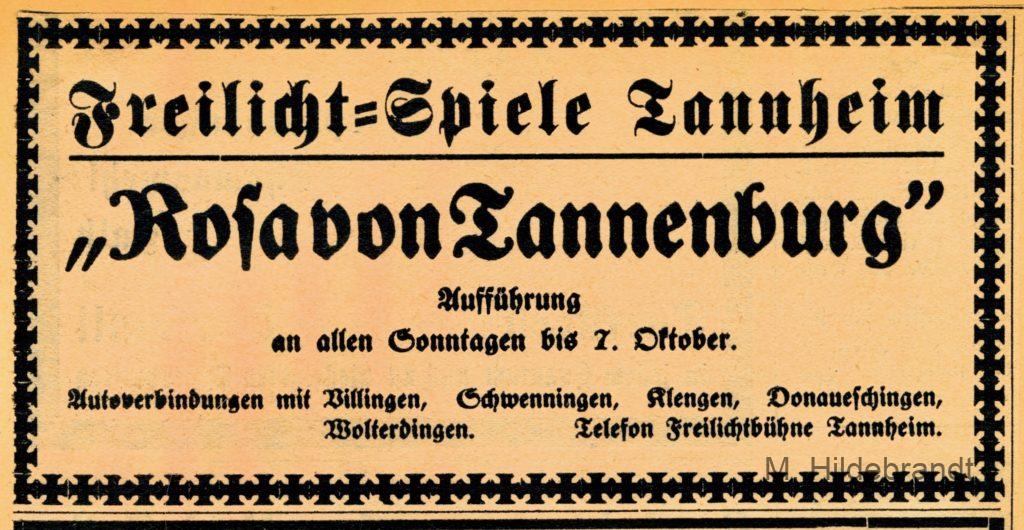 Freilicht=Spiele Tannheim
„Rosa von Tannenburg”
Aufführung
an allen Sonntagen bis 7. Oktober.
Autoverbindungen mit Villingen, Schwenningen, Klengen, Donaueschingen,
Wolterdingen. Telefon Freilichtbühne Tannheim.
M. Hildebrandt